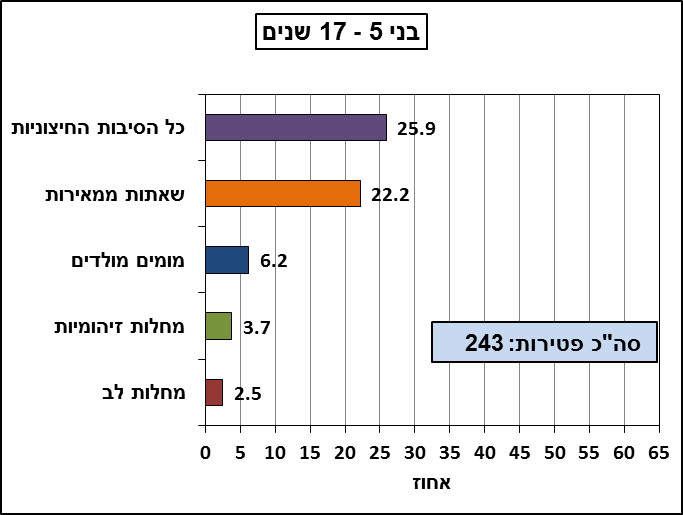 בני 5 - 17 שנים
כל הסיבות החיצוניות 25.9
שאתות ממאירות 22.2
מומים מולדים 6.2
מחלות זיהומיות 3.7
מחלות לב 2.5
סה"כ פטירות: 243
0 5 10 15 20 25 30 35 40 45 50 55 60 65
אחוז